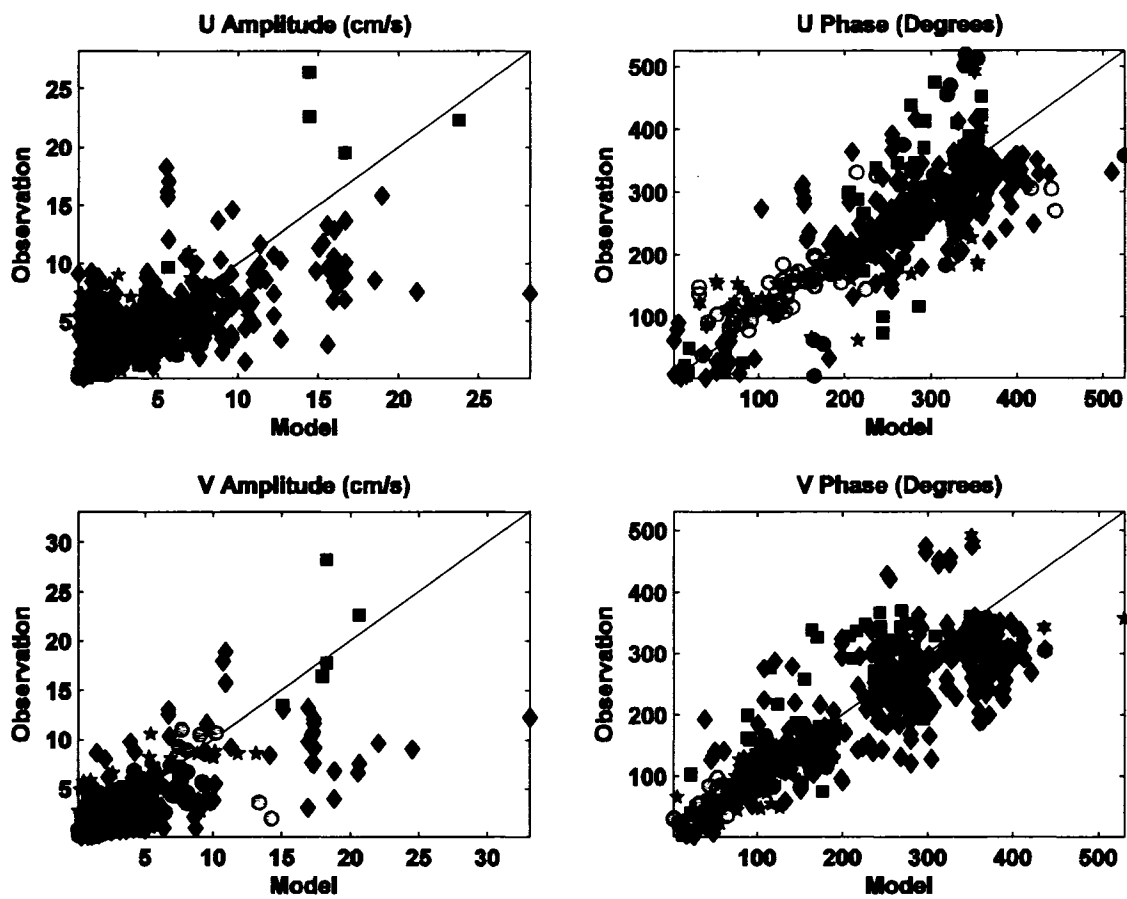 U Amplitude (cm/s)
25
20
15
10
5
Observation
5 10 15 20 25
Model
U Phase (Degrees)
500
400
300
200
100
Observation
100 200 300 400 500
Model
V Amplitude (cm/s)
30
25
20
15
10
5
Observation
5 10 15 20 25 30
Model
V Phase (Degrees)
500
400
300
200
100
Observation
100 200 300 400 500
Model